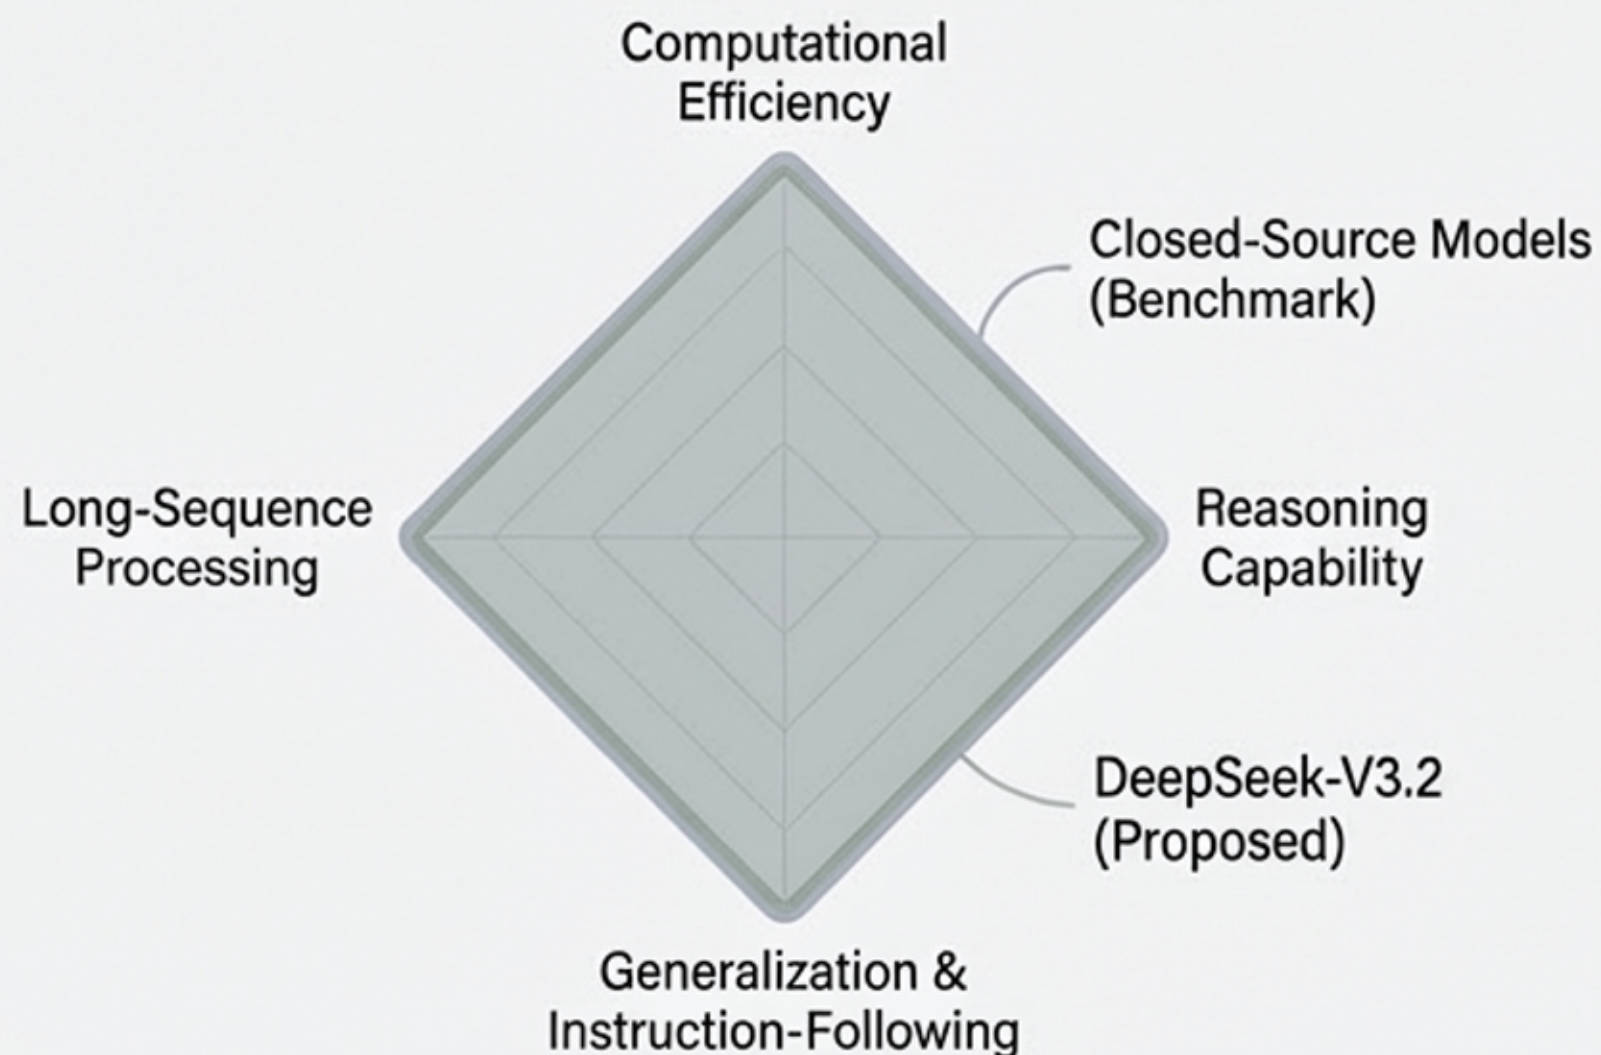 Computational
Efficiency
Closed-Source Models
(Benchmark)
Long-Sequence
Processing
Reasoning
Capability
DeepSeek-V3.2
(Proposed)
Generalization &
Instruction-Following